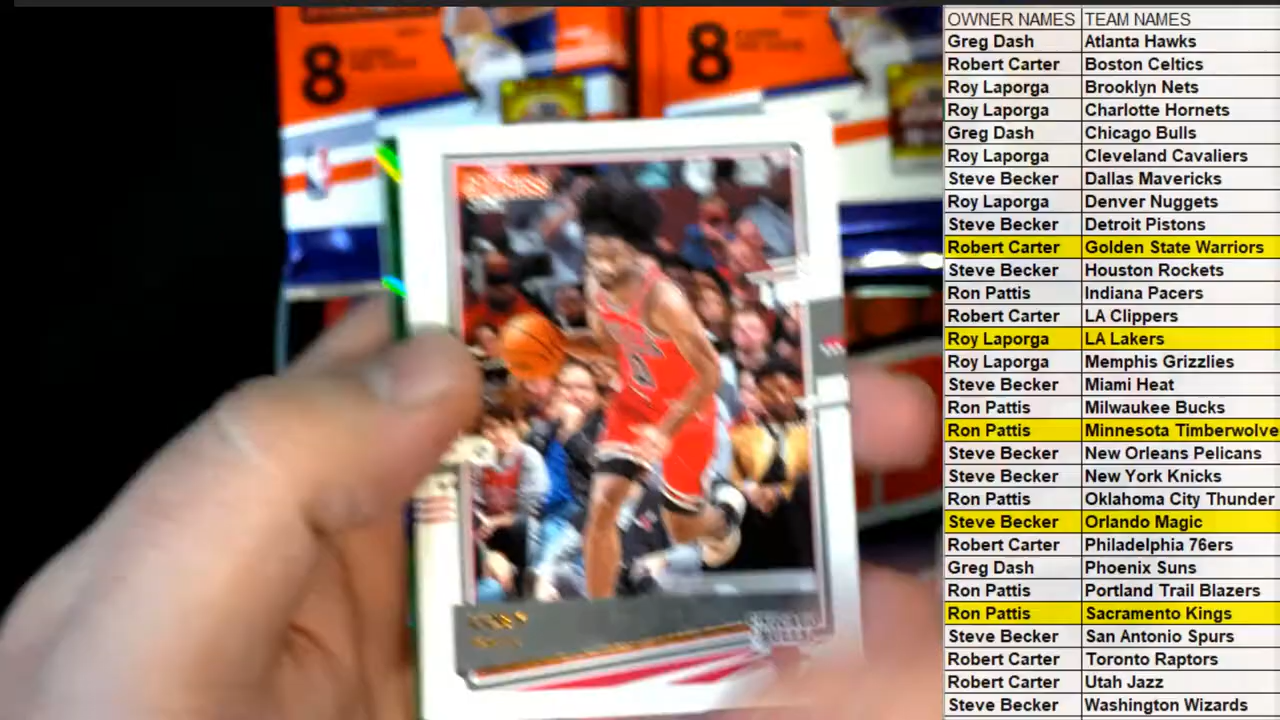 8
8
OWNER NAMES TEAM NAMES
Greg Dash Atlanta Hawks
Robert Carter Boston Celtics
Roy Laporga Brooklyn Nets
Roy Laporga Charlotte Hornets
Greg Dash Chicago Bulls
Roy Laporga Cleveland Cavaliers
Steve Becker Dallas Mavericks
Roy Laporga Denver Nuggets
Steve Becker Detroit Pistons
Robert Carter Golden State Warriors
Steve Becker Houston Rockets
Ron Pattis Indiana Pacers
Robert Carter LA Clippers
Roy Laporga LA Lakers
Roy Laporga Memphis Grizzlies
Steve Becker Miami Heat
Ron Pattis Milwaukee Bucks
Ron Pattis Minnesota Timberwolve
Steve Becker New Orleans Pelicans
Steve Becker New York Knicks
Ron Pattis Oklahoma City Thunder
Steve Becker Orlando Magic
Robert Carter Philadelphia 76ers
Greg Dash Phoenix Suns
Ron Pattis Portland Trail Blazers
Ron Pattis Sacramento Kings
Steve Becker San Antonio Spurs
Robert Carter Toronto Raptors
Robert Carter Utah Jazz
Steve Becker Washington Wizards
CHICAGO
BULLS